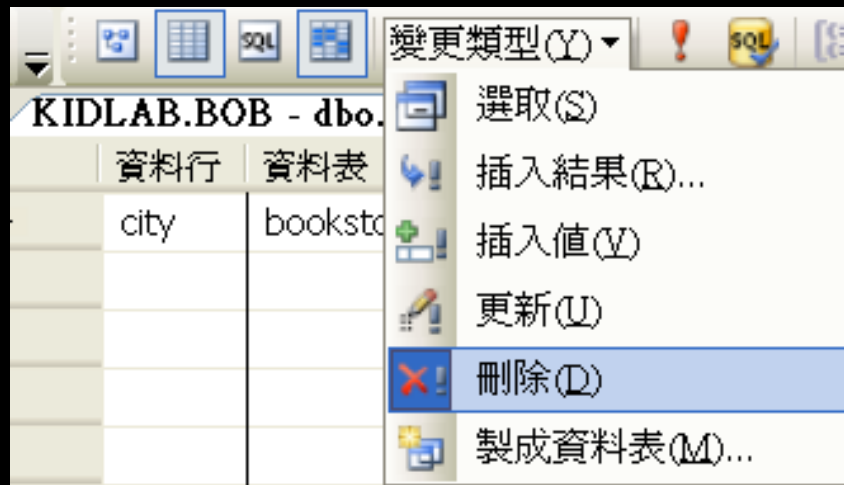 SQL 變更類型(Y) SQL
KIDLAB.BOB - dbo.
資料行 資料表
city
選取(S)
插入結果(R)...
插入值(V)
更新(U)
刪除(D)
製成資料表(M)...